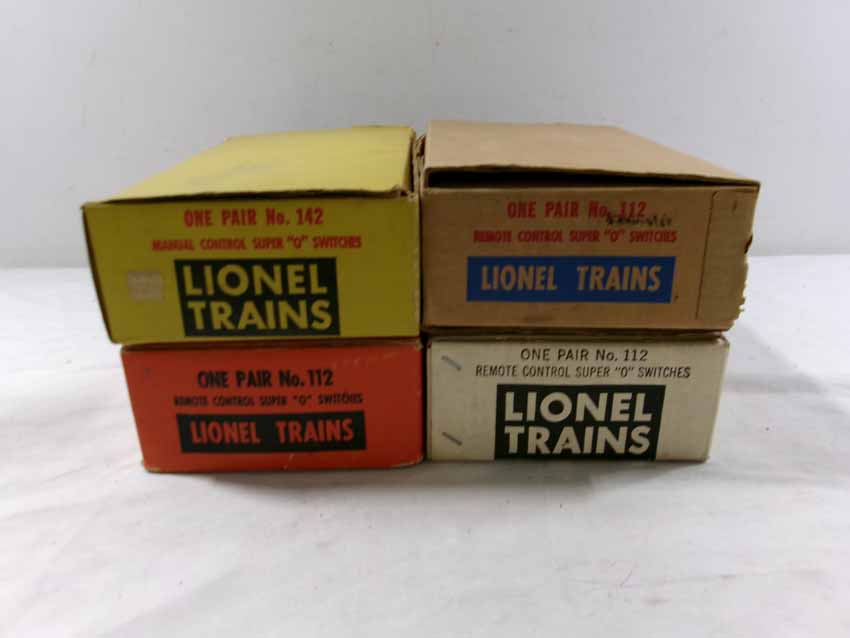 ONE PAIR No. 142
MANUAL CONTROL SUPER "O" SWITCHES
LIONEL
TRAINS
ONE PAIR No. 112
REMOTE CONTROL SUPER "O" SWITCHES
LIONEL TRAINS
ONE PAIR No. 112
REMOTE CONTROL SUPER "O" SWITCHES
LIONEL TRAINS
ONE PAIR No. 112
REMOTE CONTROL SUPER "O" SWITCHES
LIONEL
TRAINS